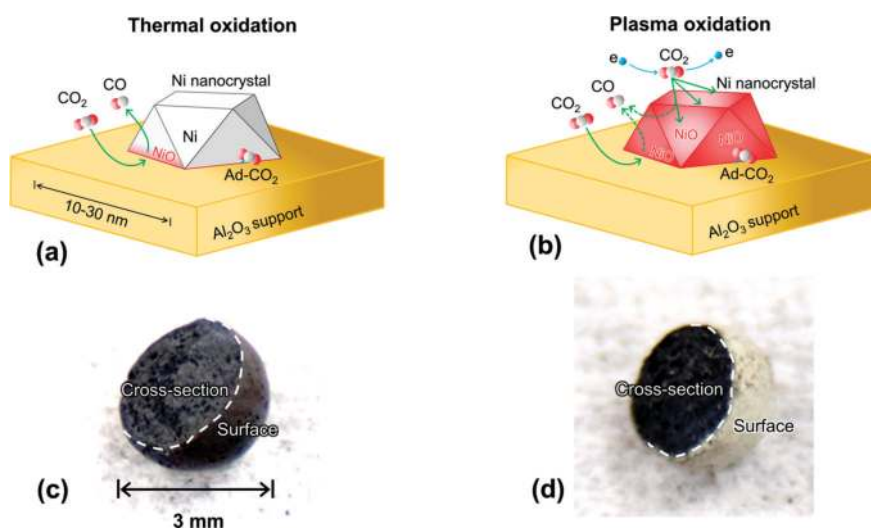 Thermal oxidation
CO₂
CO
Ni nanocrystal
Ni
NiO
Ad-CO₂
10-30 nm
Al₂O₃ support
(a)
Plasma oxidation
e
CO₂
e
Ni nanocrystal
CO
CO₂
NiO
NiO
NiO
Ad-CO₂
Al₂O₃ support
(b)
Cross-section
Surface
(c)
3 mm
Cross-section
Surface
(d)